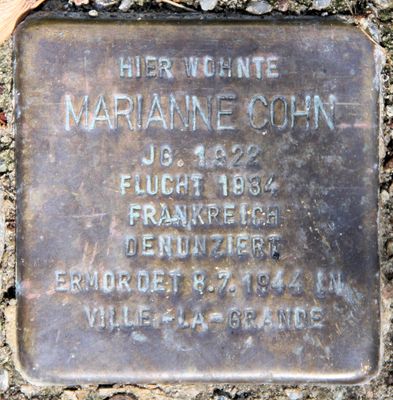 HIER WOHNTE
MARIANNE COHN
JG. 1922
FLUCHT 1934
FRANKREICH
DENUNZIERT
ERMORDET 8.7.1944 IN
VILLE-LA-GRANDE